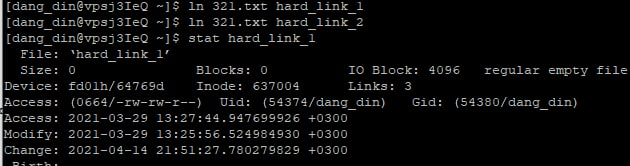 [dang_din@vpsj3IeQ ~]$ ln 321.txt hard_link_1
[dang_din@vpsj3IeQ ~]$ ln 321.txt hard_link_2
[dang_din@vpsj3IeQ ~]$ stat hard_link_1
File: ‘hard_link_1’
Size: 0 Blocks: 0 IO Block: 4096 regular empty file
Device: fd01h/64769d Inode: 637004 Links: 3
Access: (0664/-rw-rw-r--) Uid: (54374/dang_din) Gid: (54380/dang_din)
Access: 2021-03-29 13:27:44.947699926 +0300
Modify: 2021-03-29 13:25:56.524984930 +0300
Change: 2021-04-14 21:51:27.780279829 +0300
Birth: